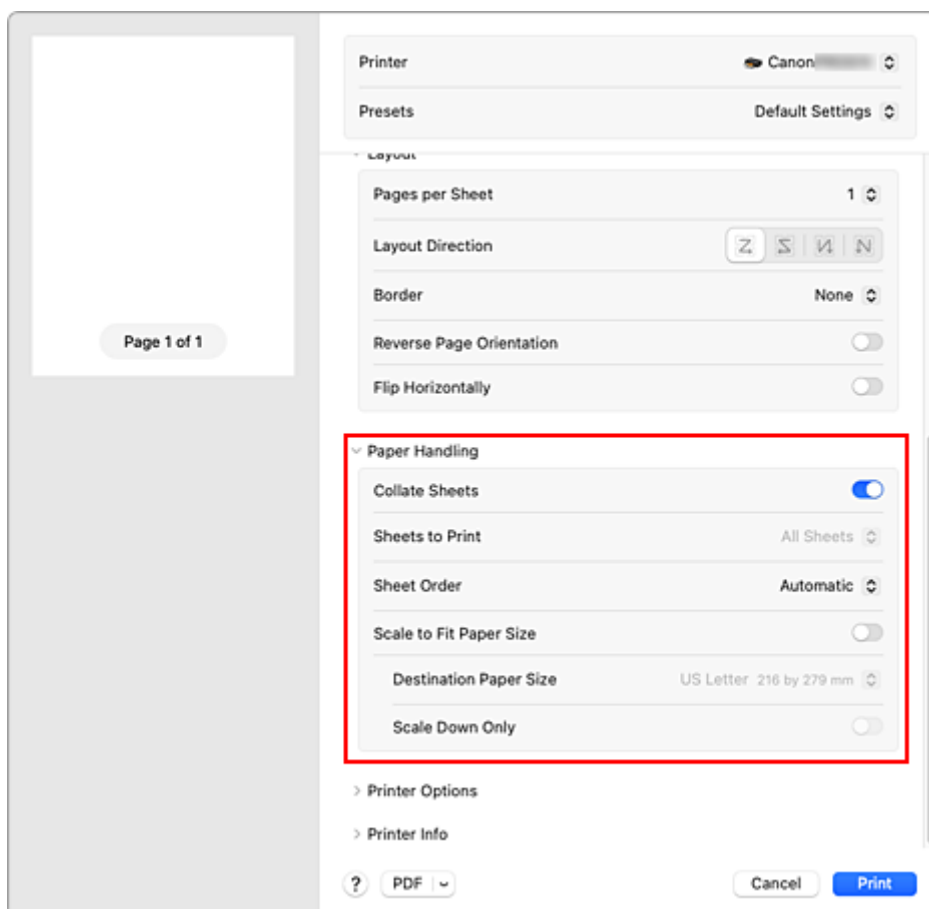 Printer Canon
Presets Default Settings
Layout
Pages per Sheet 1
Layout Direction
Border None
Page 1 of 1
Reverse Page Orientation
Flip Horizontally
Paper Handling
Collate Sheets
Sheets to Print All Sheets
Sheet Order Automatic
Scale to Fit Paper Size
Destination Paper Size US Letter 216 by 279 mm
Scale Down Only
Printer Options
Printer Info
? PDF Cancel Print